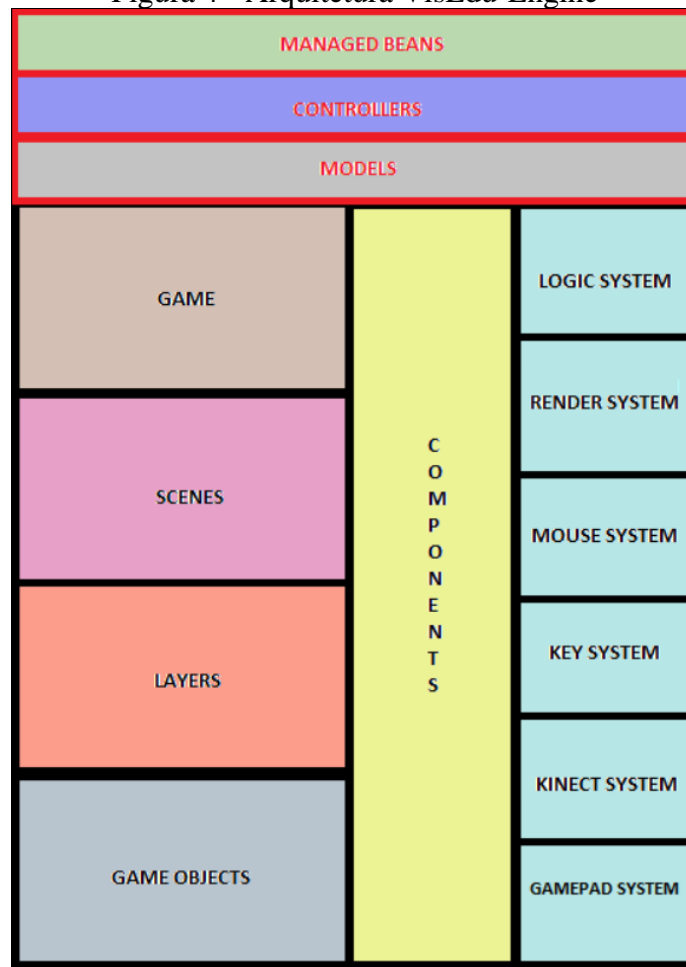 MANAGED BEANS
CONTROLLERS
MODELS
GAME
SCENES
LAYERS
GAME OBJECTS
COMPONENTS
LOGIC SYSTEM
RENDER SYSTEM
MOUSE SYSTEM
KEY SYSTEM
KINECT SYSTEM
GAMEPAD SYSTEM